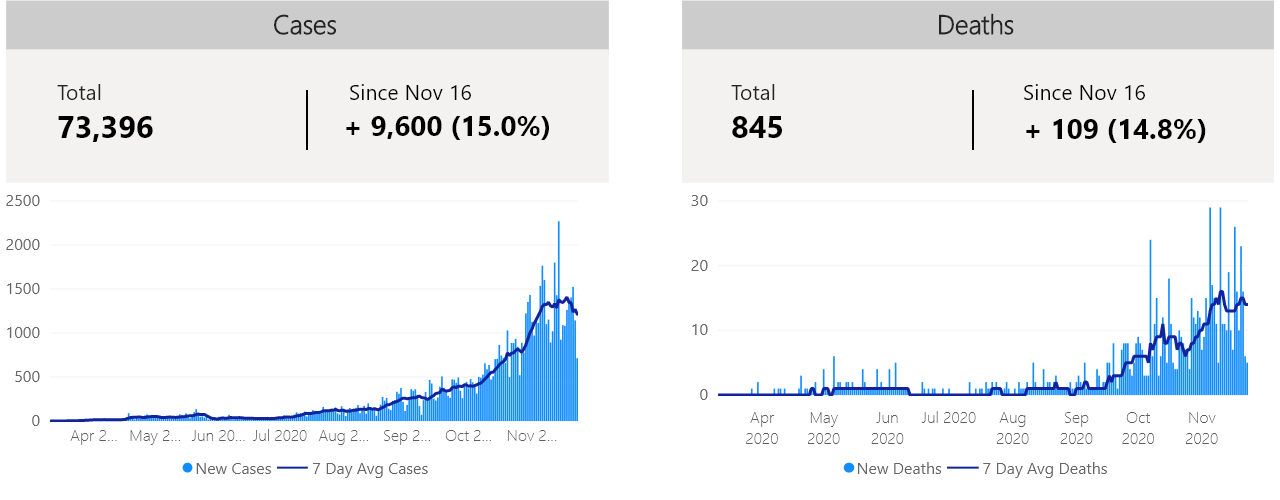 Cases
Total
Since Nov 16
73,396
+ 9,600 (15.0%)
2500
2000
1500
1000
500
0
Apr 2...
May 2...
Jun 20...
Jul 2020
Aug 2...
Sep 2...
Oct 2...
Nov 2...
New Cases
7 Day Avg Cases
Deaths
Total
Since Nov 16
845
+ 109 (14.8%)
30
20
10
0
Apr
2020
May
2020
Jun
2020
Jul 2020
Aug
2020
Sep
2020
Oct
2020
Nov
2020
New Deaths
7 Day Avg Deaths